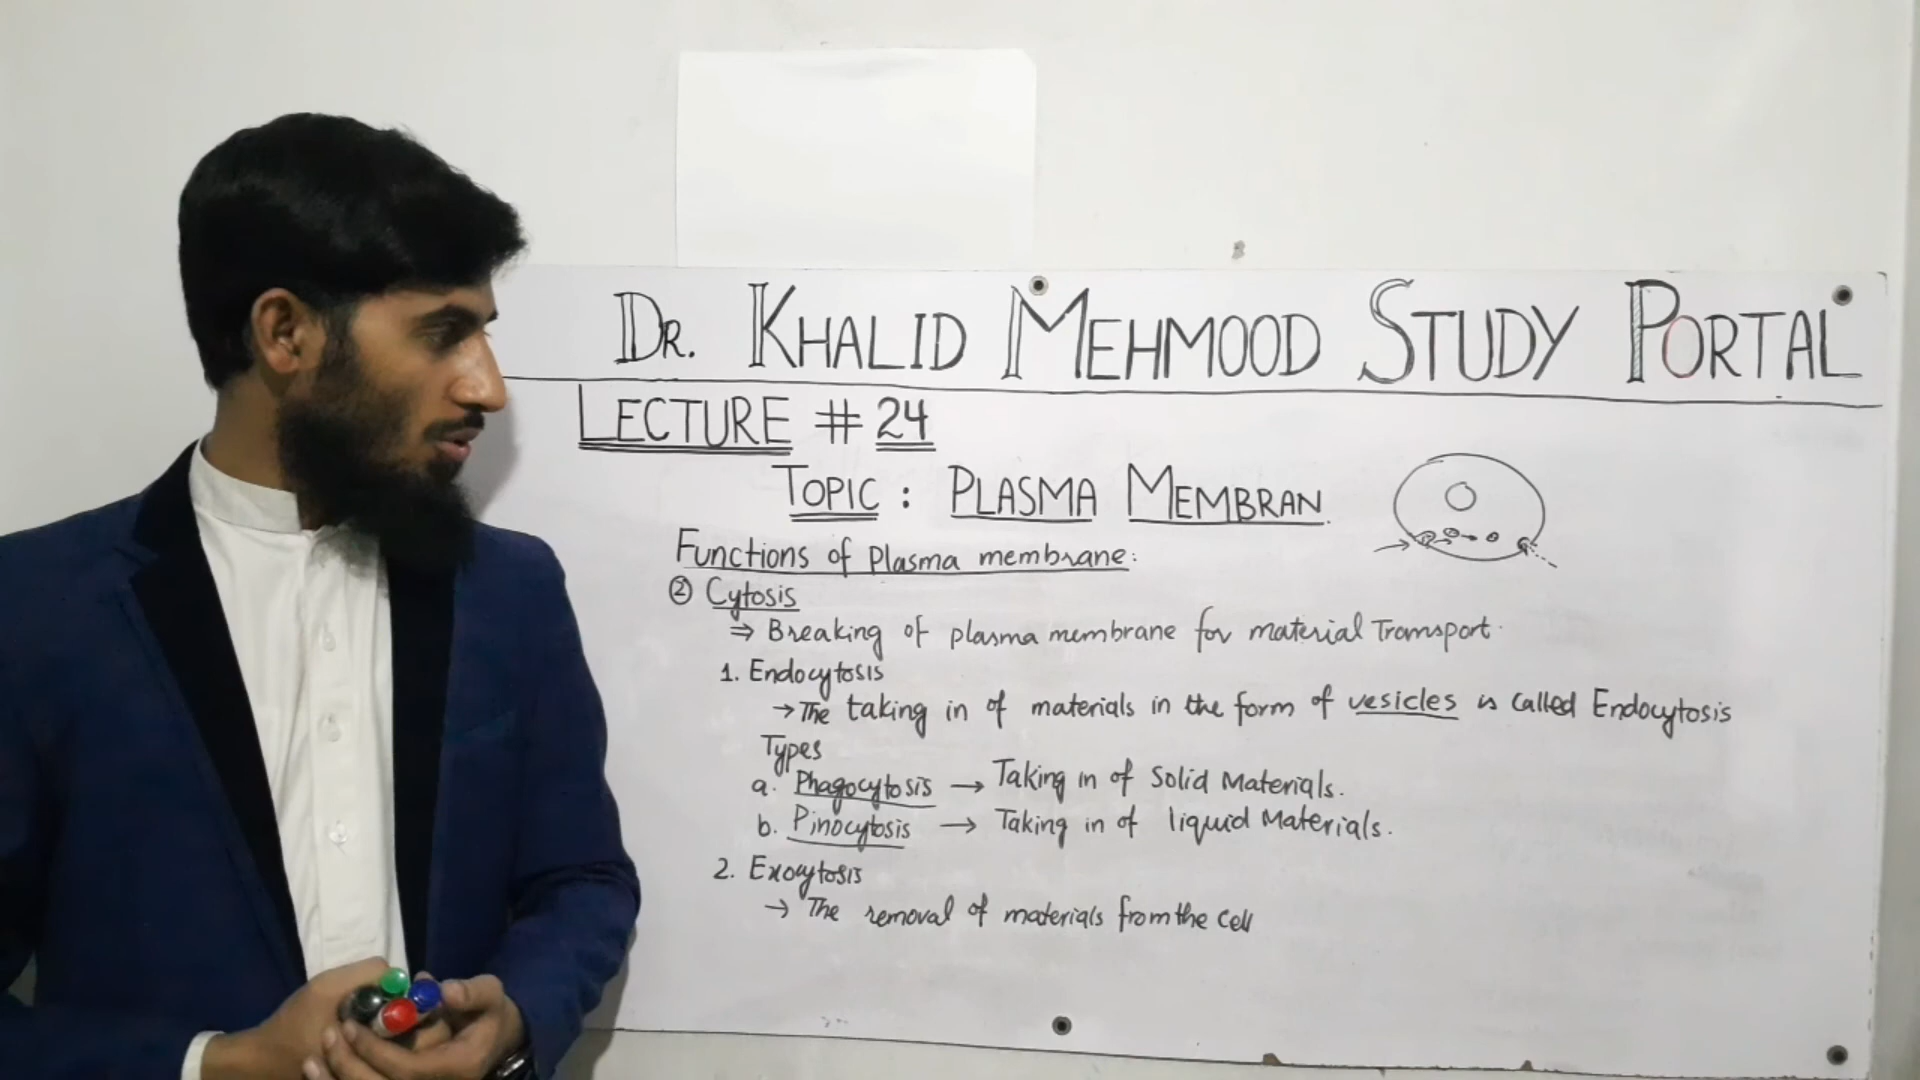 DR. KHALID MEHMOOD STUDY PORTAL
LECTURE # 24
TOPIC : PLASMA MEMBRAN.
Functions of Plasma membrane:
② Cytosis
⇒ Breaking of plasma membrane for material Transport.
1. Endocytosis
→ The taking in of materials in the form of vesicles is called Endocytosis
Types
a. Phagocytosis → Taking in of Solid Materials.
b. Pinocytosis → Taking in of liquid Materials.
2. Exocytosis
→ The removal of materials from the cell